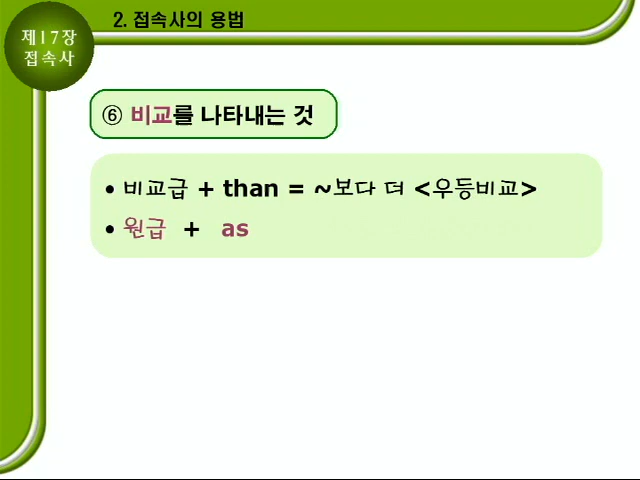 2. 접속사의 용법
제17장
접속사
⑥ 비교를 나타내는 것
• 비교급 + than = ~보다 더 <우등비교>
• 원급 + as